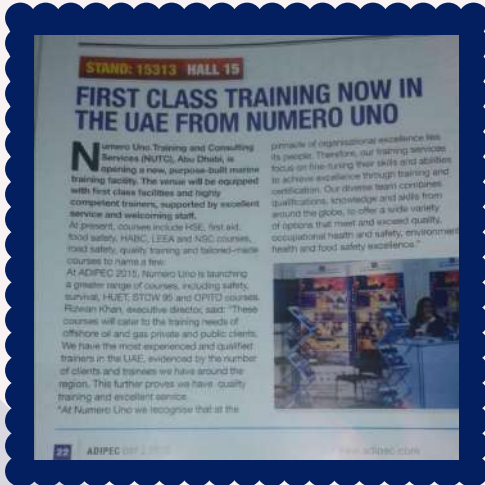 STAND: 15313 HALL 15
FIRST CLASS TRAINING NOW IN
THE UAE FROM NUMERO UNO
Numero Uno Training and Consulting
Services (NUTC), Abu Dhabi, is
opening a new, purpose-built marine
training facility. The venue will be equipped
with first class facilities and highly
competent trainers, supported by excellent
service and welcoming staff.
At present, courses include HSE, first aid,
food safety, HABC, LEEA and NSC courses,
road safety, quality training and tailored-made
courses to name a few.
At ADIPEC 2015, Numero Uno is launching
a greater range of courses, including safety,
survival, HUET, STCW 95 and OPITO courses.
Rizwan Khan, executive director, said: "These
courses will cater to the training needs of
offshore oil and gas private and public clients.
We have the most experienced and qualified
trainers in the UAE, evidenced by the number
of clients and trainees we have around the
region. This further proves we have quality
training and excellent service.
"At Numero Uno we recognise that at the
pinnacle of organisational excellence lies
its people. Therefore, our training services
focus on fine-tuning their skills and abilities
to achieve excellence through training and
certification. Our diverse team combines
qualifications, knowledge and skills from
around the globe, to offer a wide variety
of options that meet and exceed quality,
occupational health and safety, environment
health and food safety excellence."
22 ADIPEC DAY 2 2015 www.adipec.com